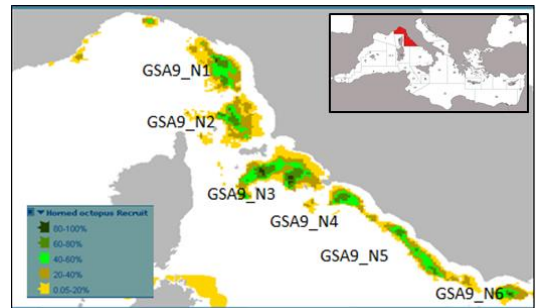 GSA9_N1
GSA9_N2
GSA9_N3
GSA9_N4
GSA9_N5
GSA9_N6
Horned octopus Recruit
80-100%
60-80%
40-60%
20-40%
0.05-20%